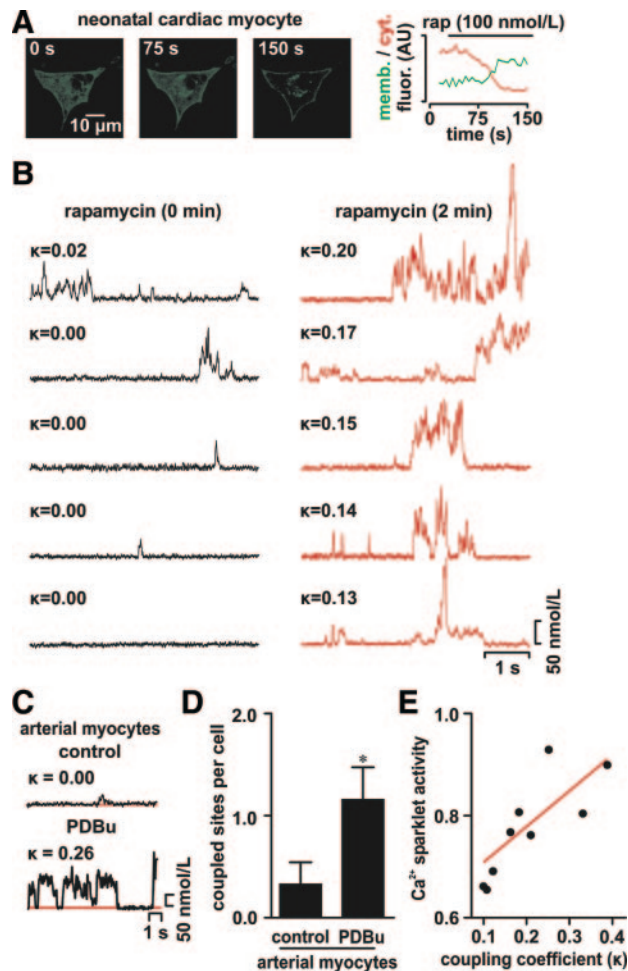 A
neonatal cardiac myocyte
0 s
75 s
150 s
10 µm
rap (100 nmol/L)
memb. / cyt.
fluor. (AU)
0
75
150
time (s)
B
rapamycin (0 min)
rapamycin (2 min)
κ=0.02
κ=0.20
κ=0.00
κ=0.17
κ=0.00
κ=0.15
κ=0.00
κ=0.14
κ=0.00
κ=0.13
50 nmol/L
1 s
C
arterial myocytes
control
κ = 0.00
PDBu
κ = 0.26
50 nmol/L
1 s
D
coupled sites per cell
2.0
1.0
0.0
*
control
PDBu
arterial myocytes
E
Ca²⁺ sparklet activity
1.0
0.8
0.6
0.1
0.2
0.3
0.4
coupling coefficient (κ)